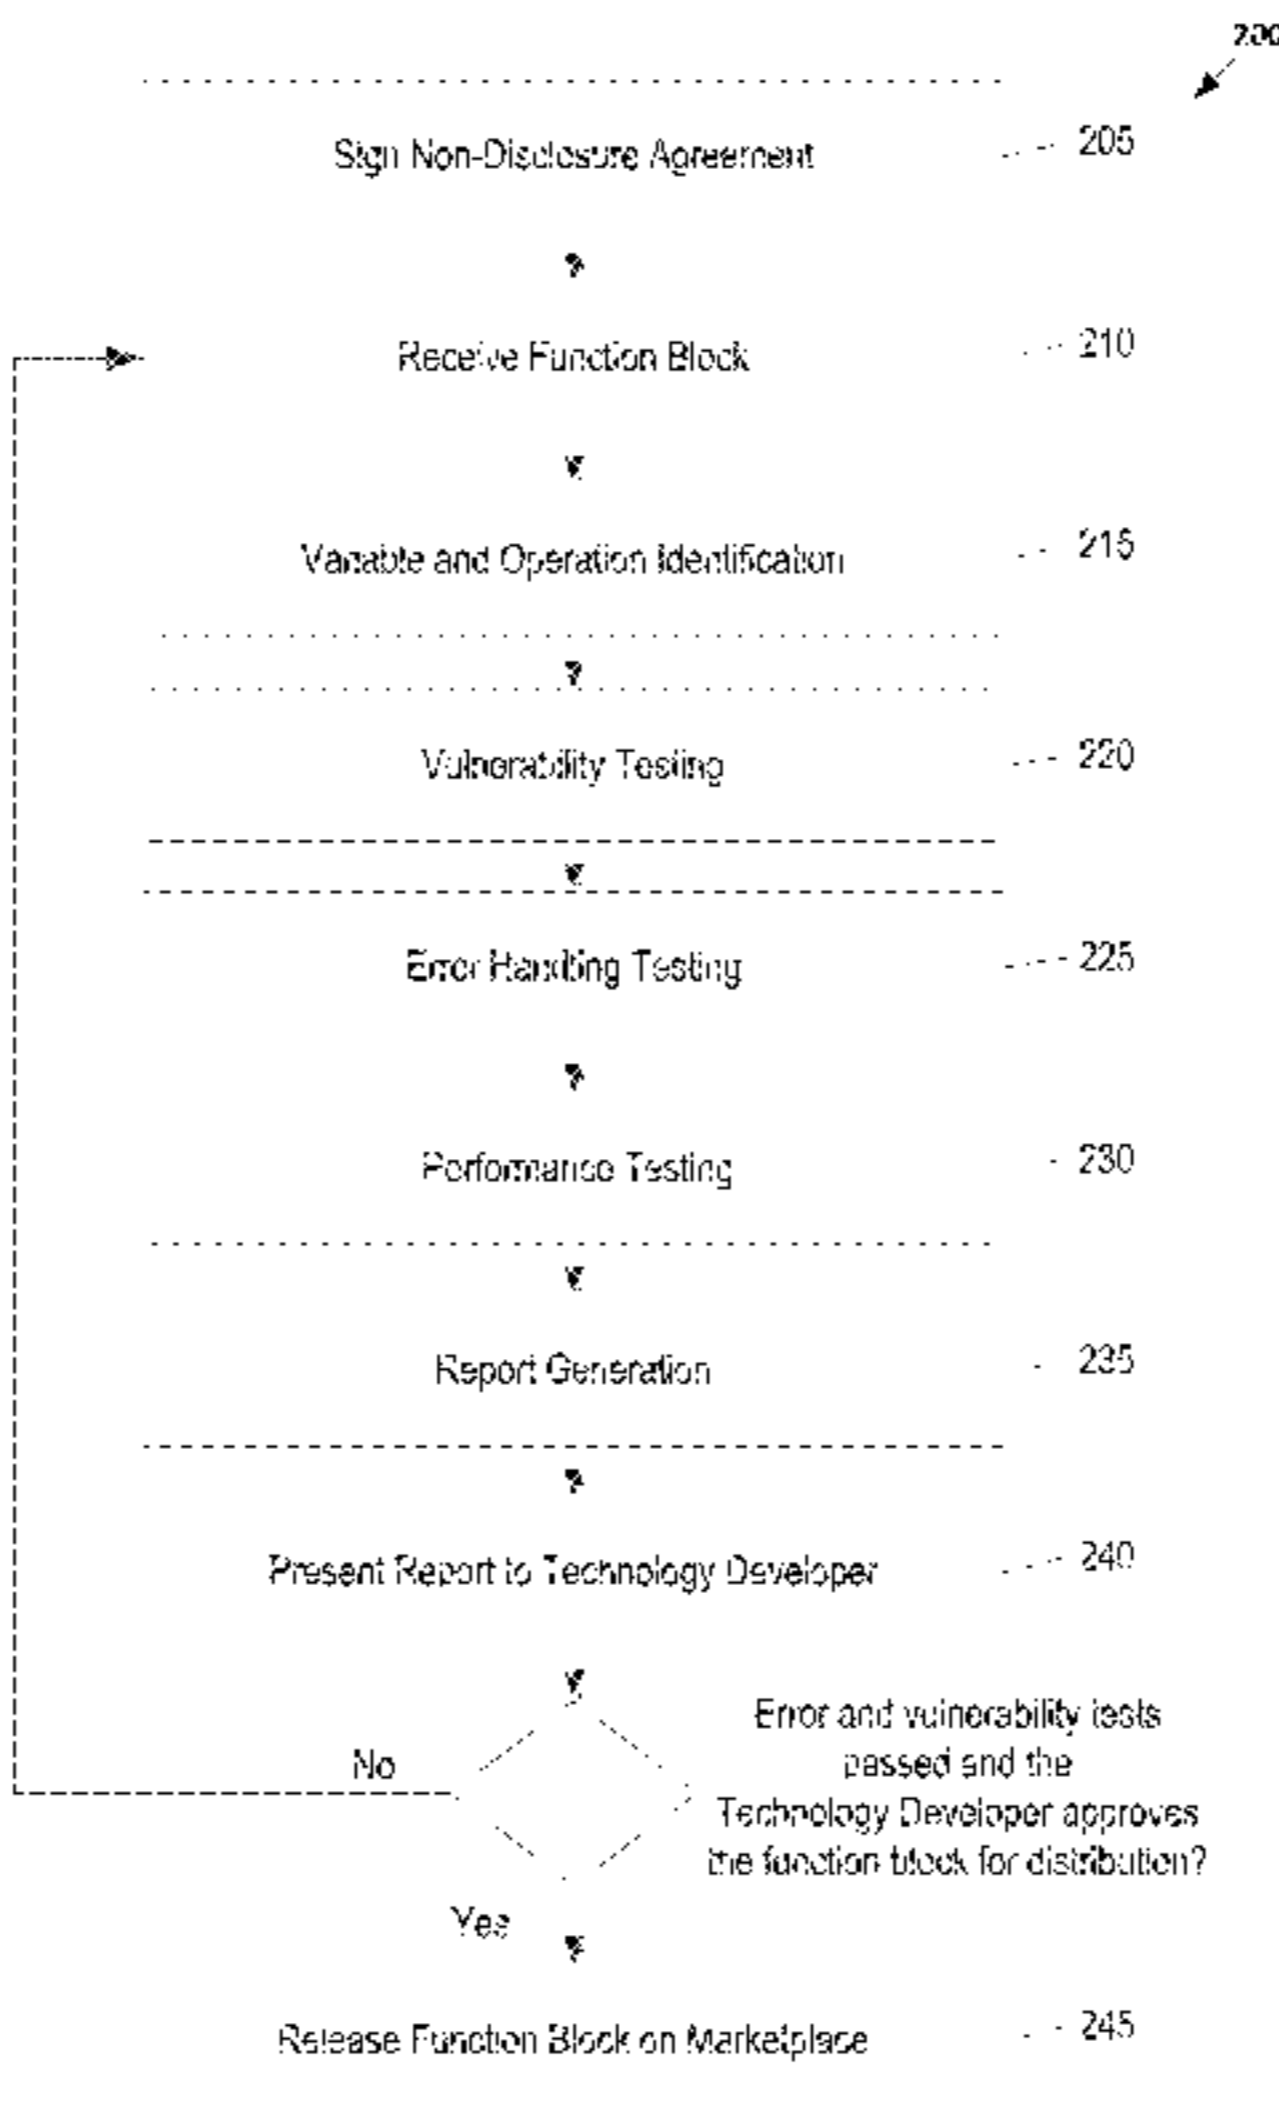 200
Sign Non-Disclosure Agreement
205
Receive Function Block
210
Variable and Operation Identification
215
Vulnerability Testing
220
Error Handling Testing
225
Performance Testing
230
Report Generation
235
Present Report to Technology Developer
240
Error and vulnerability tests
passed and the
Technology Developer approves
the function block for distribution?
No
Yes
Release Function Block on Marketplace
245